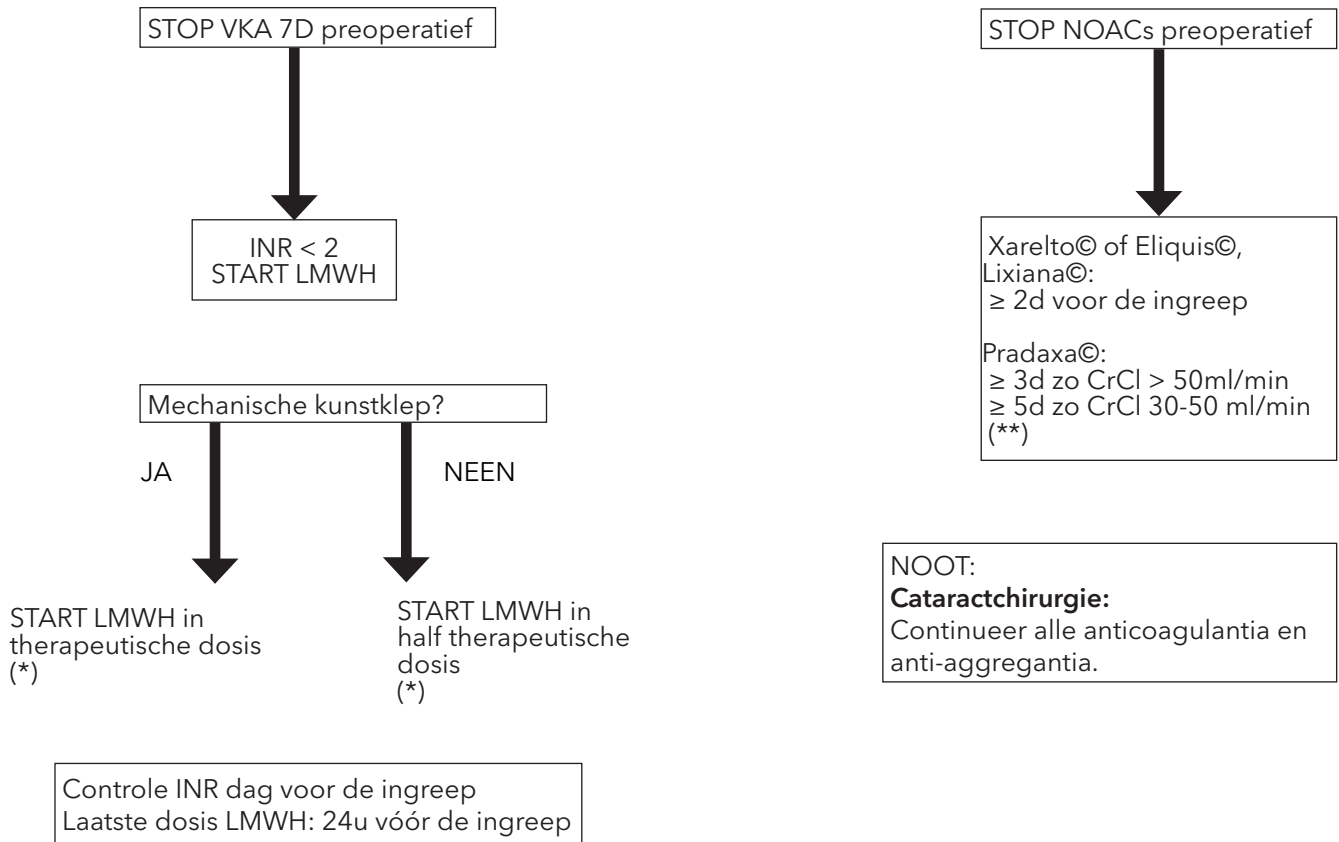 STOP VKA 7D preoperatief
INR < 2
START LMWH
Mechanische kunstklep?
JA
NEEN
START LMWH in
therapeutische dosis
(*)
START LMWH in
half therapeutische
dosis
(*)
Controle INR dag voor de ingreep
Laatste dosis LMWH: 24u vóór de ingreep
STOP NOACs preoperatief
Xarelto© of Eliquis©,
Lixiana©:
≥ 2d voor de ingreep
Pradaxa©:
≥ 3d zo CrCl > 50ml/min
≥ 5d zo CrCl 30-50 ml/min
(**)
NOOT:
Cataractchirurgie:
Continueer alle anticoagulantia en
anti-aggregantia.